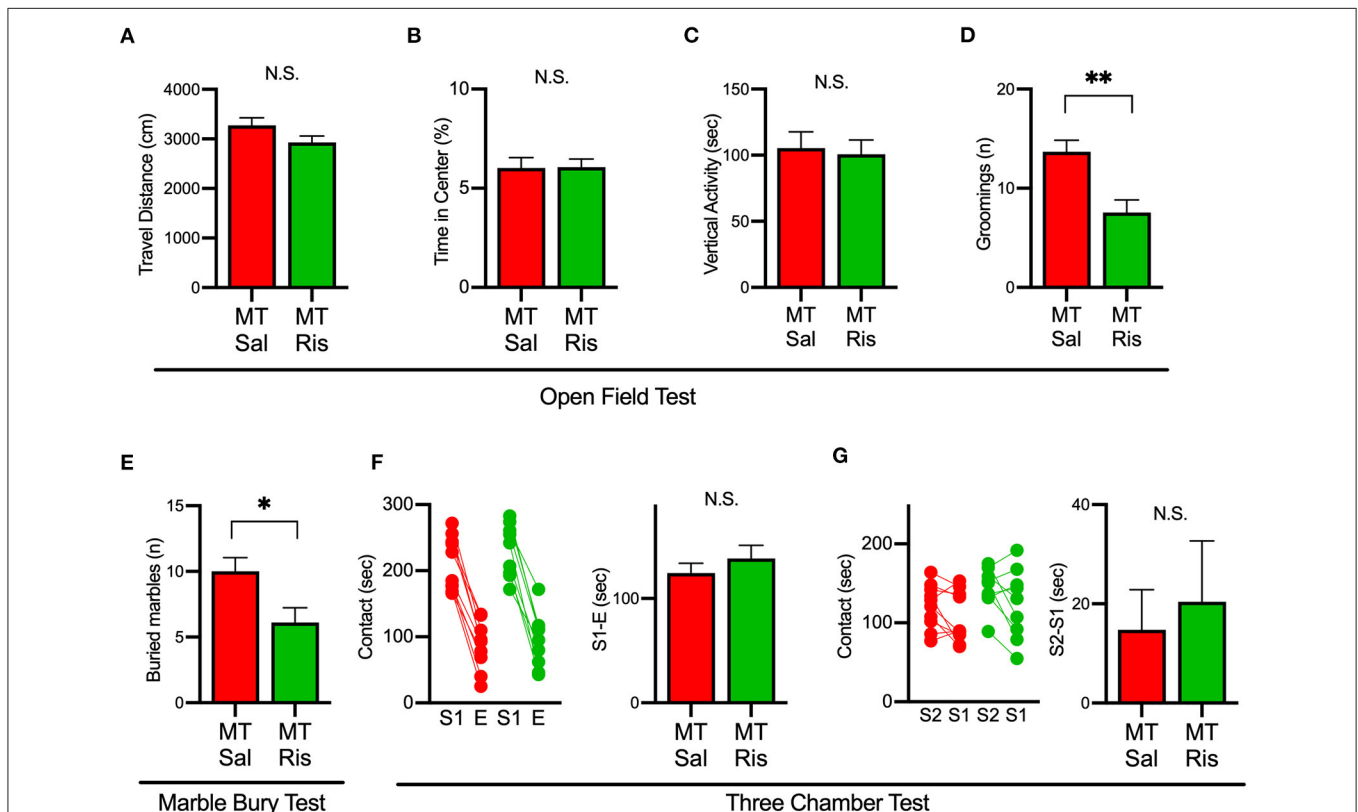 A
N.S.
Travel Distance (cm)
4000
3000
2000
1000
0
MT MT
Sal Ris
B
N.S.
Time in Center (%)
10
5
0
MT MT
Sal Ris
C
N.S.
Vertical Activity (sec)
150
100
50
0
MT MT
Sal Ris
D
**
Groomings (n)
20
10
0
MT MT
Sal Ris
Open Field Test
E
*
Buried marbles (n)
15
10
5
0
MT MT
Sal Ris
Marble Bury Test
F
Contact (sec)
300
200
100
0
S1 E S1 E
N.S.
S1-E (sec)
100
0
MT MT
Sal Ris
G
Contact (sec)
200
100
0
S2 S1 S2 S1
N.S.
S2-S1 (sec)
40
20
0
MT MT
Sal Ris
Three Chamber Test